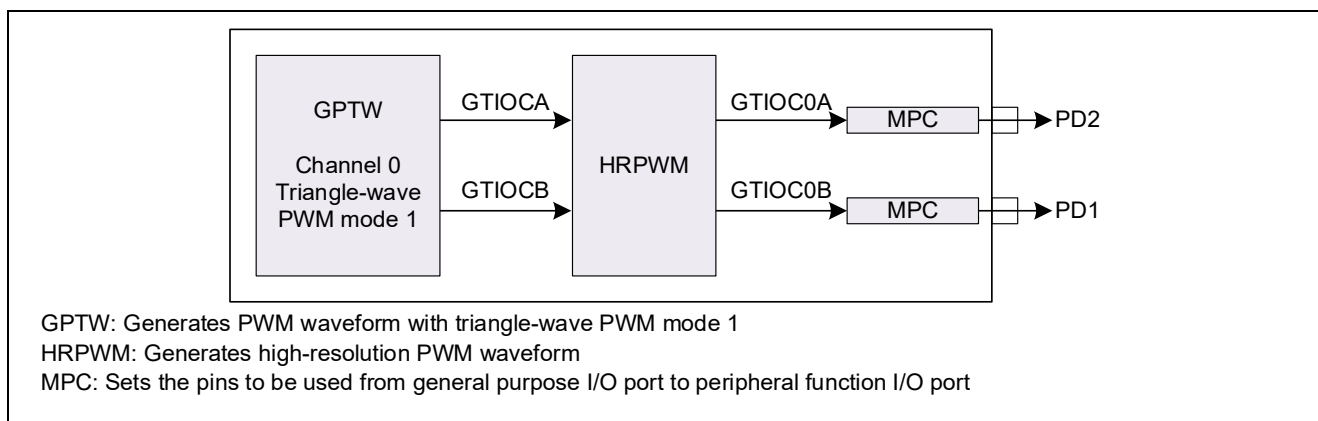 GPTW
Channel 0
Triangle-wave
PWM mode 1
GTIOCA
GTIOCB
HRPWM
GTIOC0A
GTIOC0B
MPC
MPC
PD2
PD1
GPTW: Generates PWM waveform with triangle-wave PWM mode 1
HRPWM: Generates high-resolution PWM waveform
MPC: Sets the pins to be used from general purpose I/O port to peripheral function I/O port